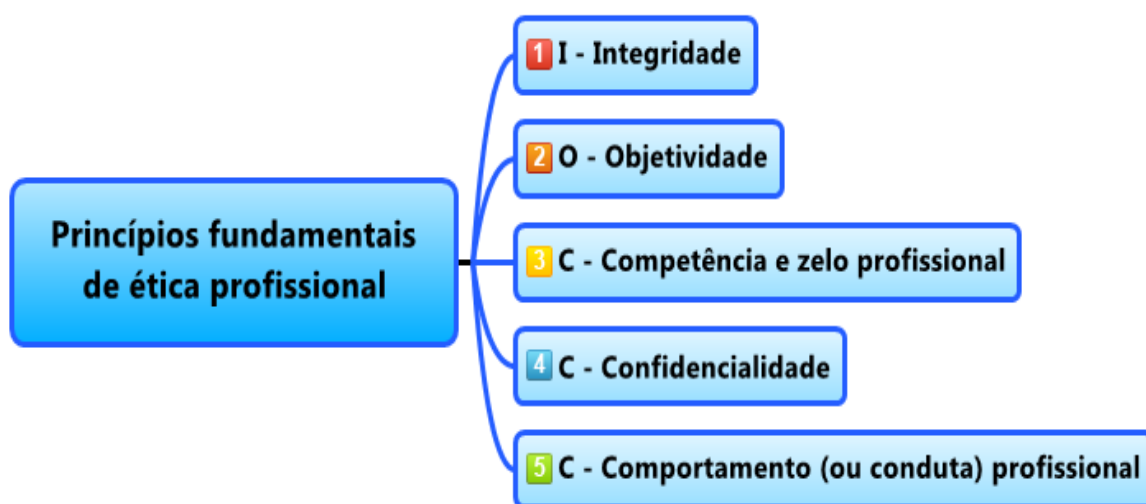 1 I - Integridade
2 O - Objetividade
Princípios fundamentais
de ética profissional
3 C - Competência e zelo profissional
4 C - Confidencialidade
5 C - Comportamento (ou conduta) profissional